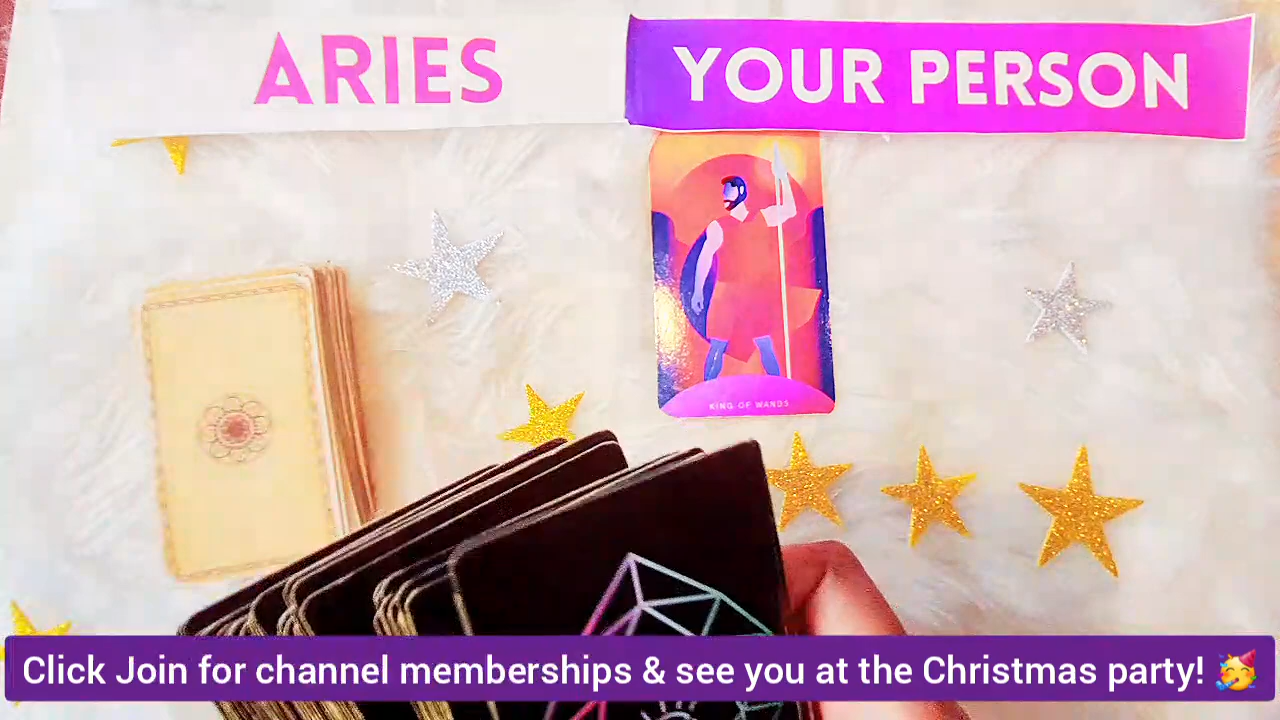 ARIES
YOUR PERSON
KING OF WANDS
Click Join for channel memberships & see you at the Christmas party! 🥳